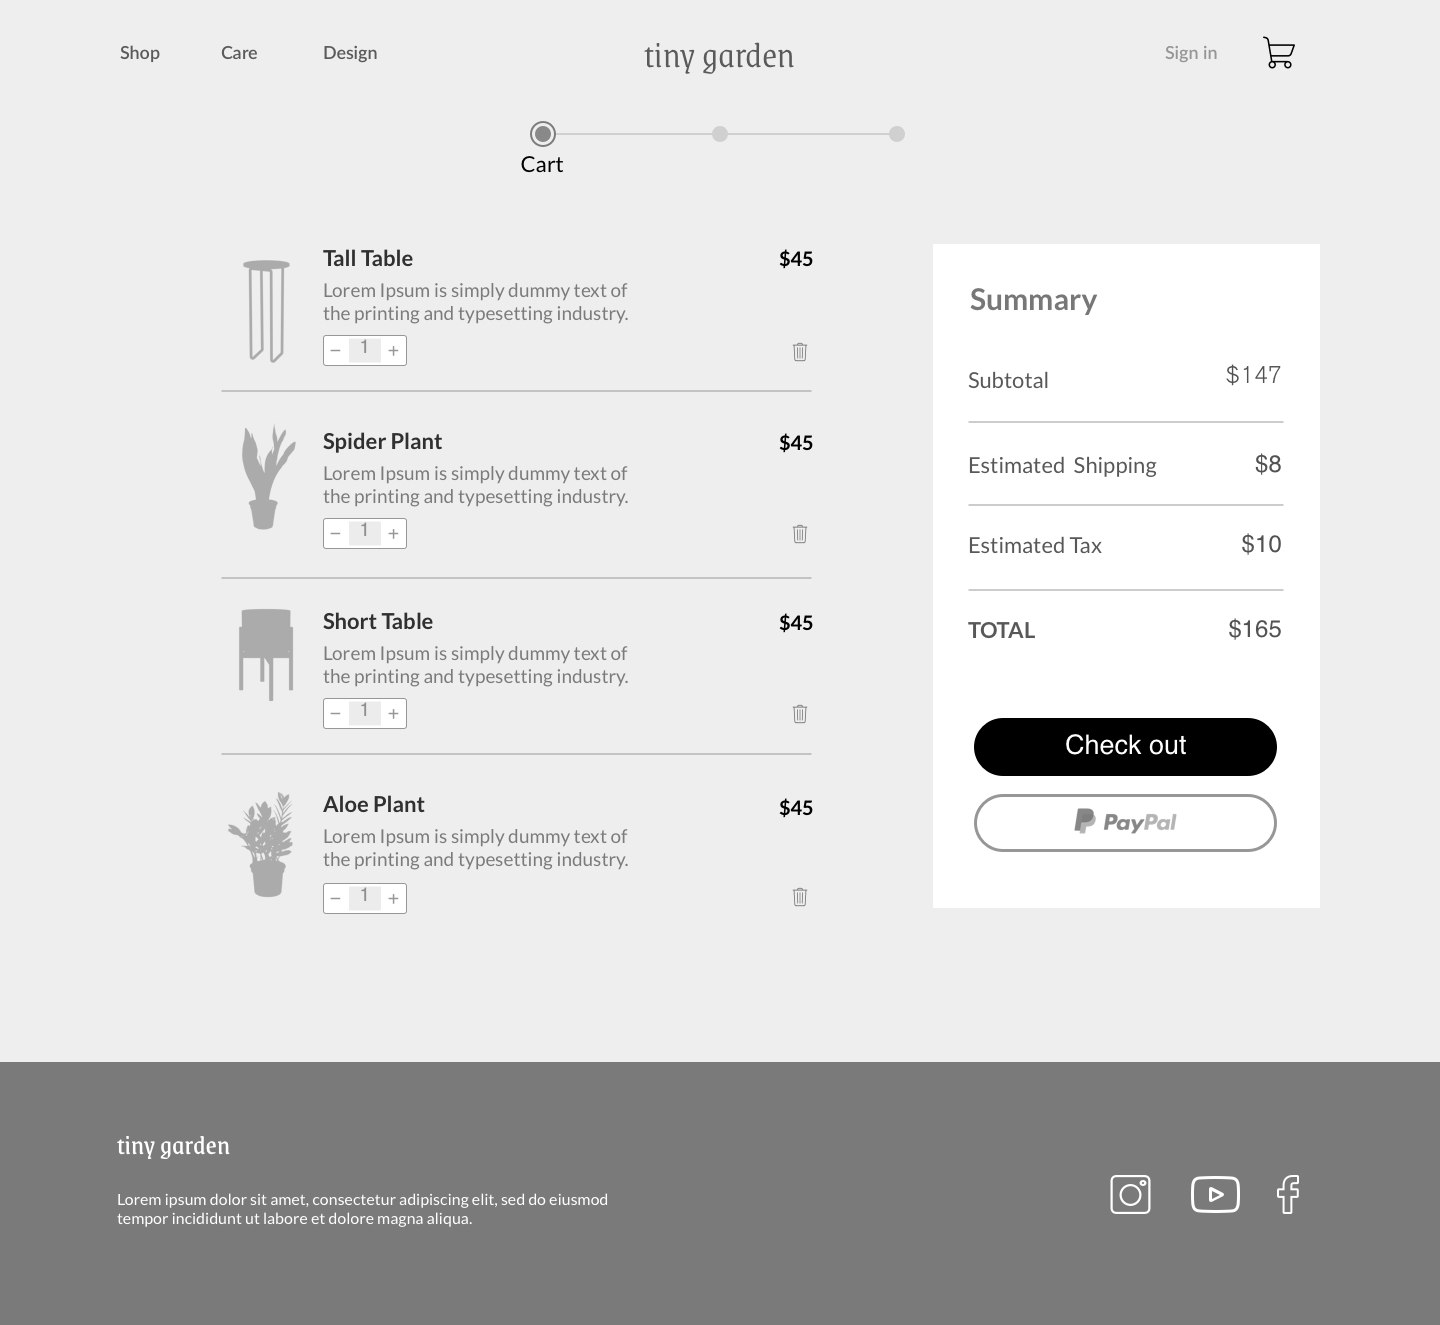 Shop Care Design tiny garden Sign in
Cart
Tall Table $45
Lorem Ipsum is simply dummy text of
the printing and typesetting industry.
− 1 +
Spider Plant $45
Lorem Ipsum is simply dummy text of
the printing and typesetting industry.
− 1 +
Short Table $45
Lorem Ipsum is simply dummy text of
the printing and typesetting industry.
− 1 +
Aloe Plant $45
Lorem Ipsum is simply dummy text of
the printing and typesetting industry.
− 1 +
Summary
Subtotal $147
Estimated Shipping $8
Estimated Tax $10
TOTAL $165
Check out
PayPal
tiny garden
Lorem ipsum dolor sit amet, consectetur adipiscing elit, sed do eiusmod
tempor incididunt ut labore et dolore magna aliqua.